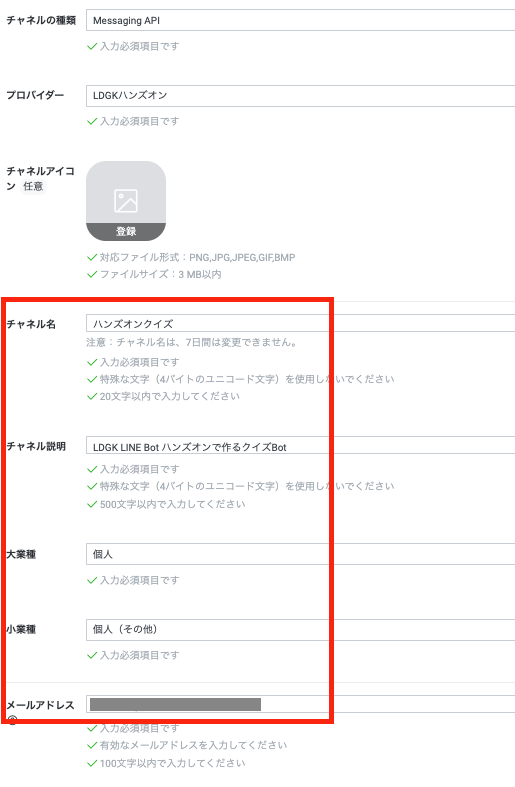 チャネルの種類 Messaging API
入力必須項目です
プロバイダー LDGKハンズオン
入力必須項目です
チャネルアイコ
ン 任意
登録
対応ファイル形式：PNG,JPG,JPEG,GIF,BMP
ファイルサイズ：3 MB以内
チャネル名 ハンズオンクイズ
注意：チャネル名は、7日間は変更できません。
入力必須項目です
特殊な文字（4バイトのユニコード文字）を使用しないでください
20文字以内で入力してください
チャネル説明 LDGK LINE Bot ハンズオンで作るクイズBot
入力必須項目です
特殊な文字（4バイトのユニコード文字）を使用しないでください
500文字以内で入力してください
大業種 個人
入力必須項目です
小業種 個人（その他）
入力必須項目です
メールアドレス
入力必須項目です
有効なメールアドレスを入力してください
100文字以内で入力してください